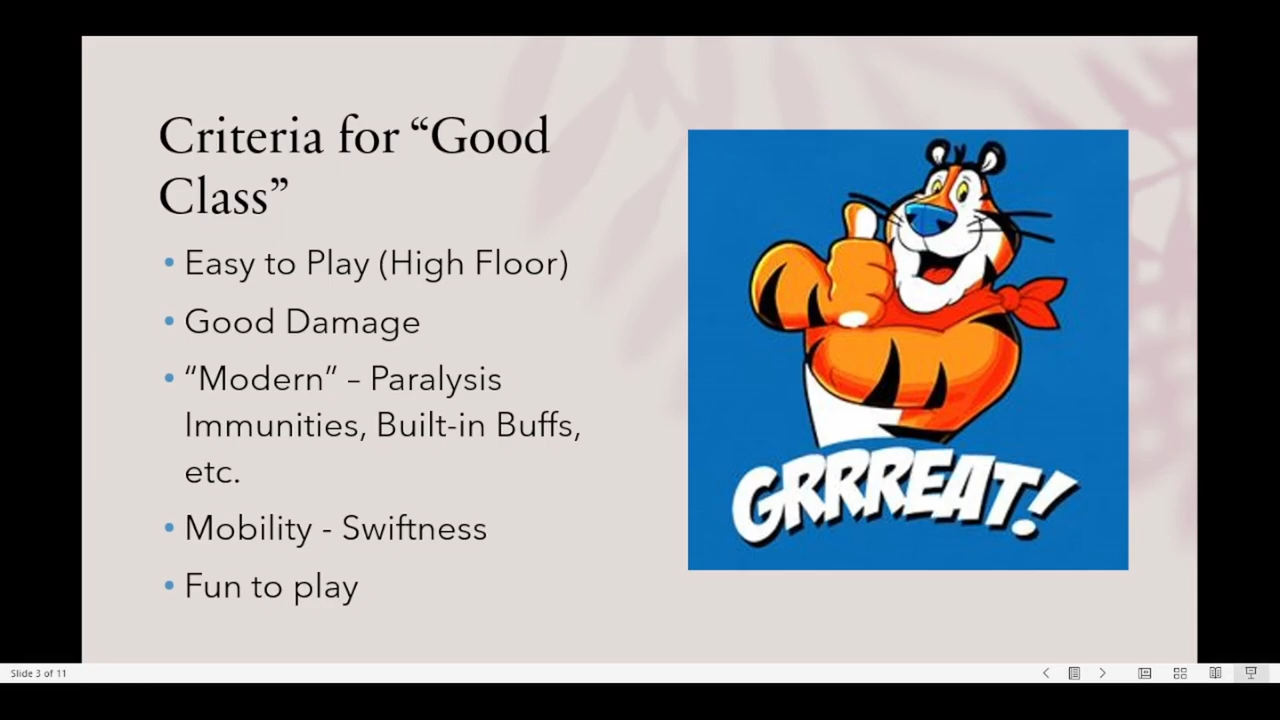 Criteria for “Good
Class”
• Easy to Play (High Floor)
• Good Damage
• “Modern” – Paralysis
Immunities, Built-in Buffs,
etc.
• Mobility - Swiftness
• Fun to play
GRRREAT!
Slide 3 of 11